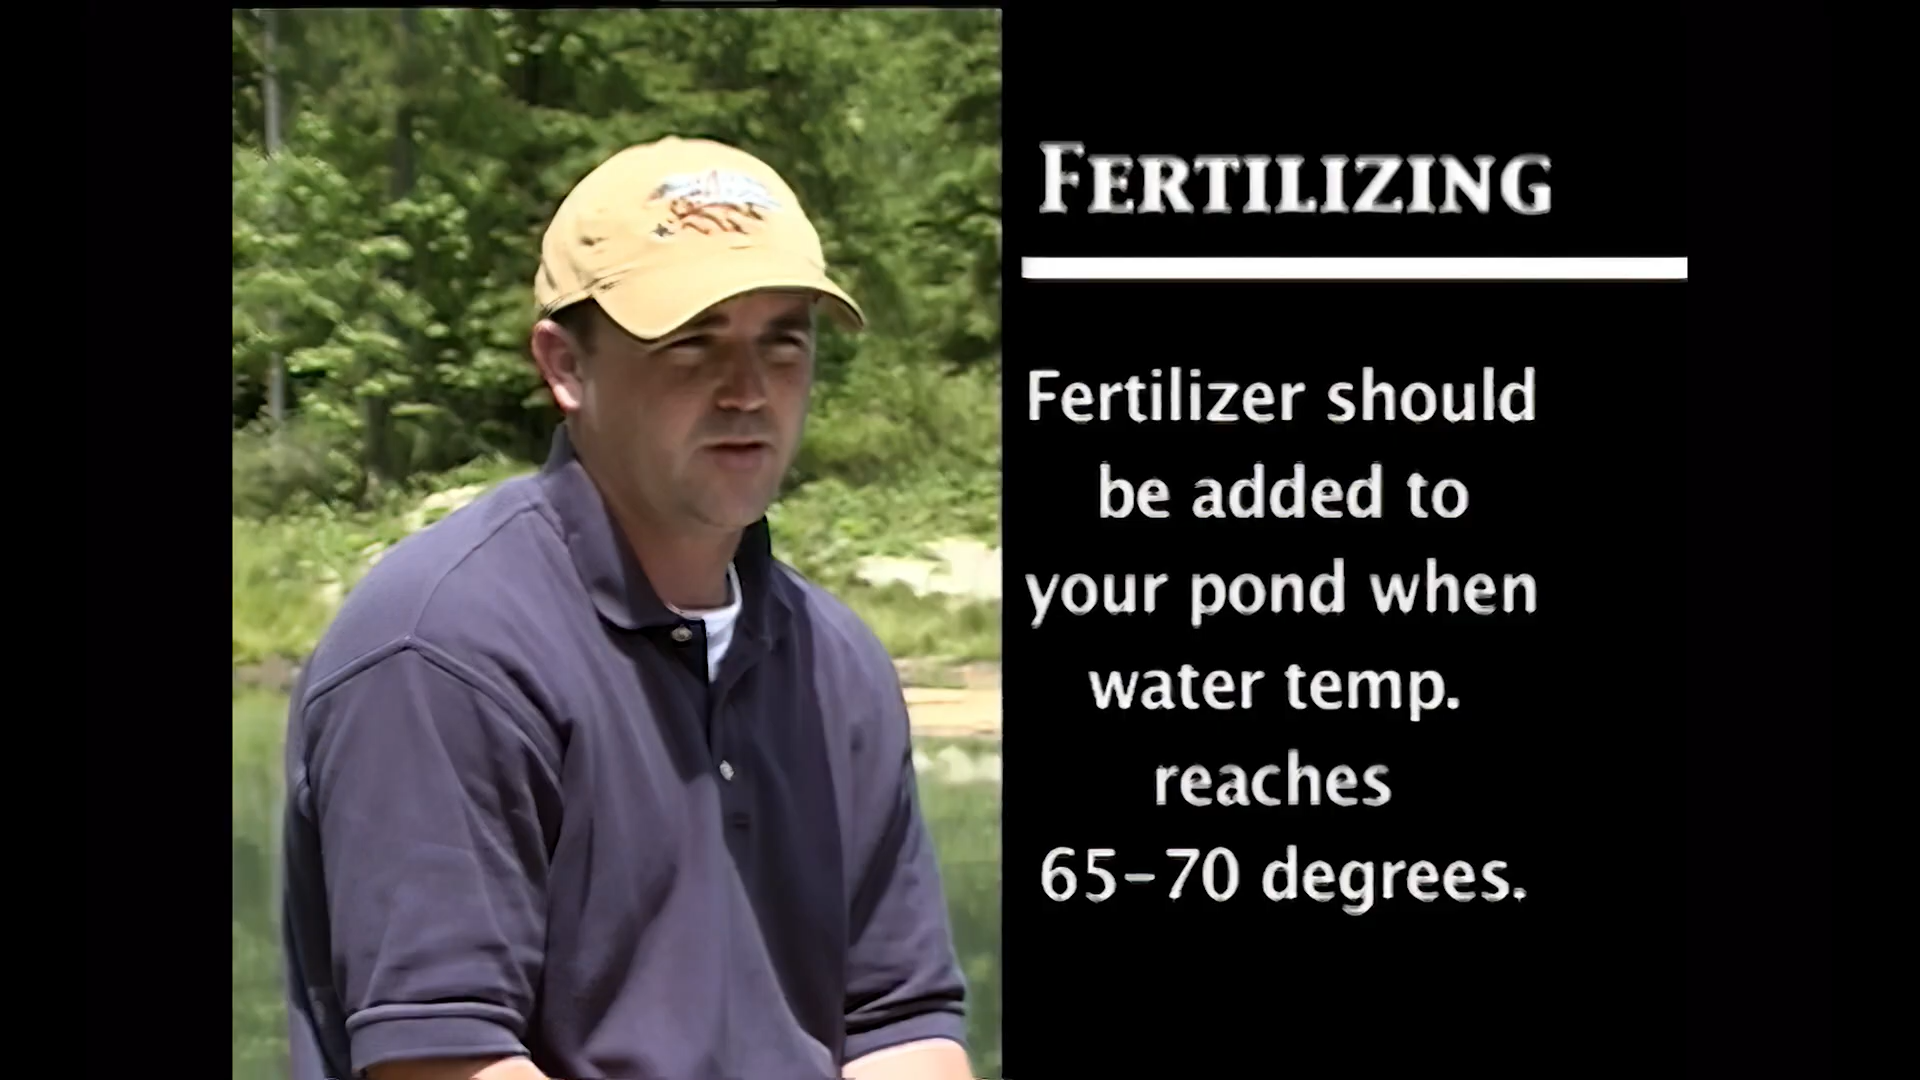 FERTILIZING
Fertilizer should
be added to
your pond when
water temp.
reaches
65-70 degrees.